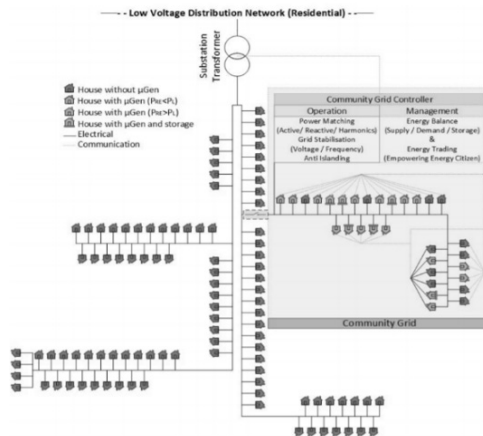 Low Voltage Distribution Network (Residential)
Substation
Transformer
House without µGen
House with µGen (PRE<PL)
House with µGen (PRE>PL)
House with µGen and storage
Electrical
Communication
Community Grid Controller
Operation
Power Matching
(Active/ Reactive/ Harmonics)
Grid Stabilisation
(Voltage / Frequency)
Anti Islanding
Management
Energy Balance
(Supply / Demand / Storage)
&
Energy Trading
(Empowering Energy Citizen)
Community Grid